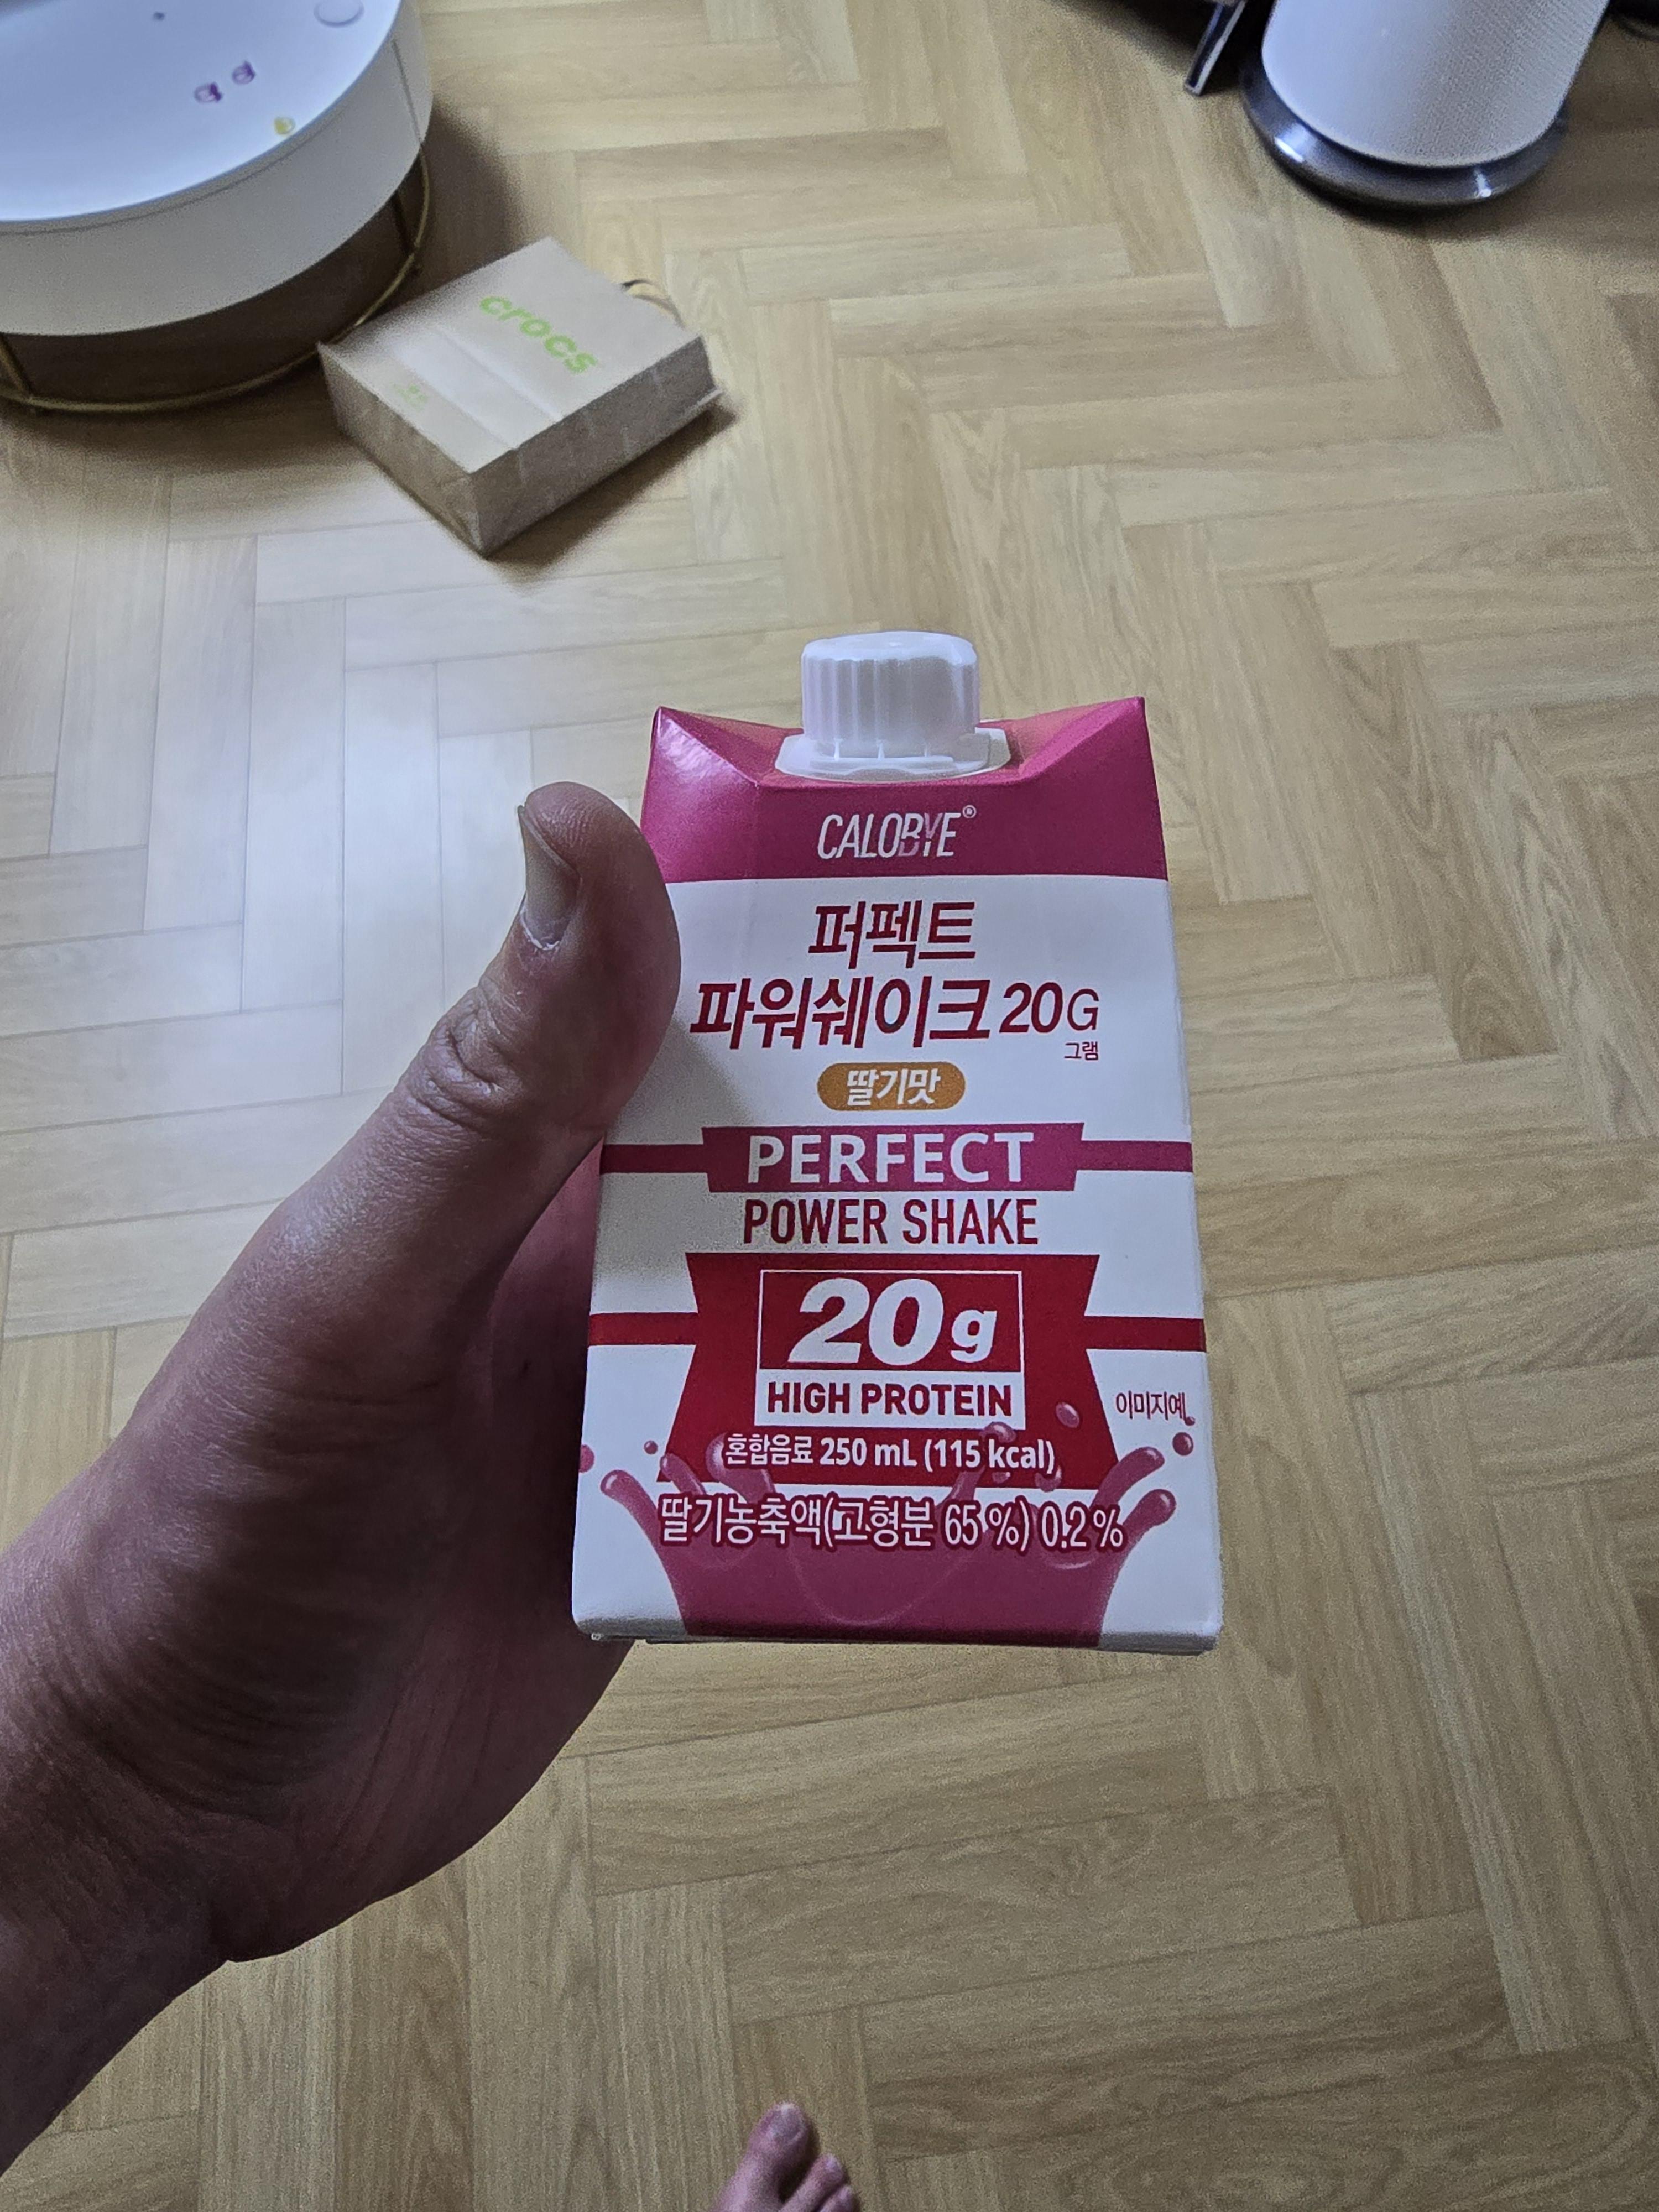 crocs
CALOBYE®
퍼펙트
파워쉐이크 20G
그램
딸기맛
PERFECT
POWER SHAKE
20g
HIGH PROTEIN
이미지예
혼합음료 250 mL (115 kcal)
딸기농축액(고형분 65 %) 0.2 %